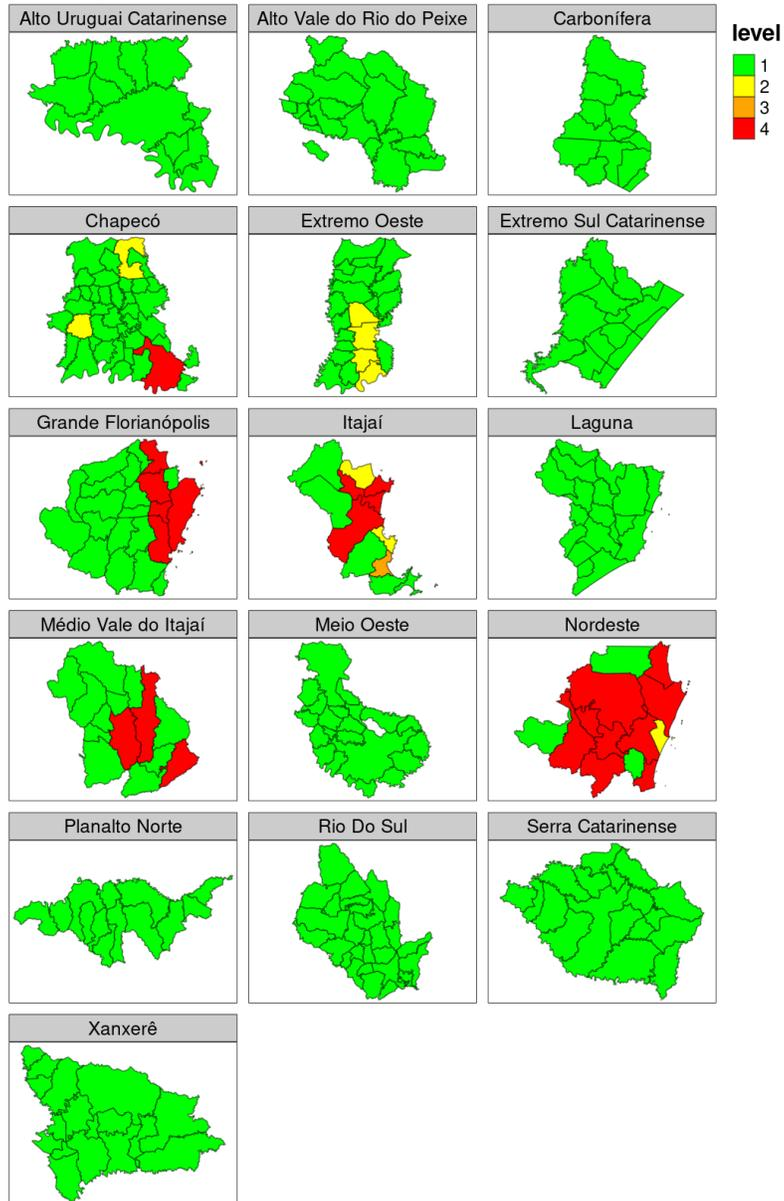 Alto Uruguai Catarinense
Alto Vale do Rio do Peixe
Carbonífera
level
1
2
3
4
Chapecó
Extremo Oeste
Extremo Sul Catarinense
Grande Florianópolis
Itajaí
Laguna
Médio Vale do Itajaí
Meio Oeste
Nordeste
Planalto Norte
Rio Do Sul
Serra Catarinense
Xanxerê